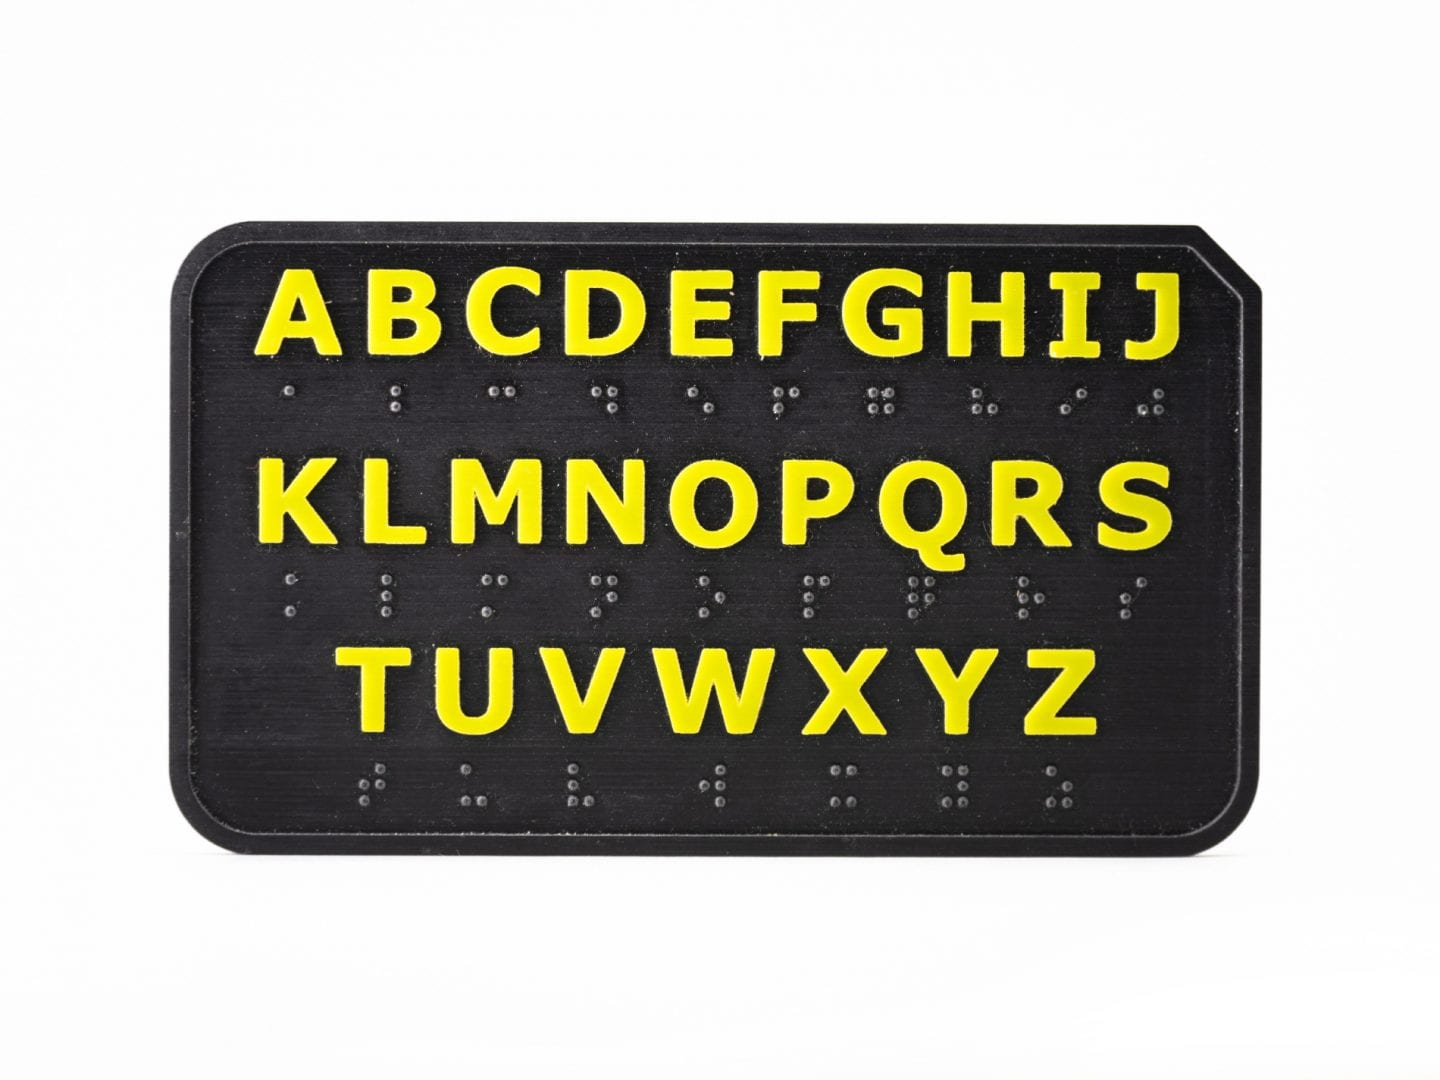 ABCDEFGHIJ
⠁⠃⠉⠙⠑⠋⠛⠓⠊⠚
KLMNOPQRS
⠅⠇⠍⠝⠕⠏⠟⠗⠎
TUVWXYZ
⠞⠥⠧⠺⠭⠽⠵